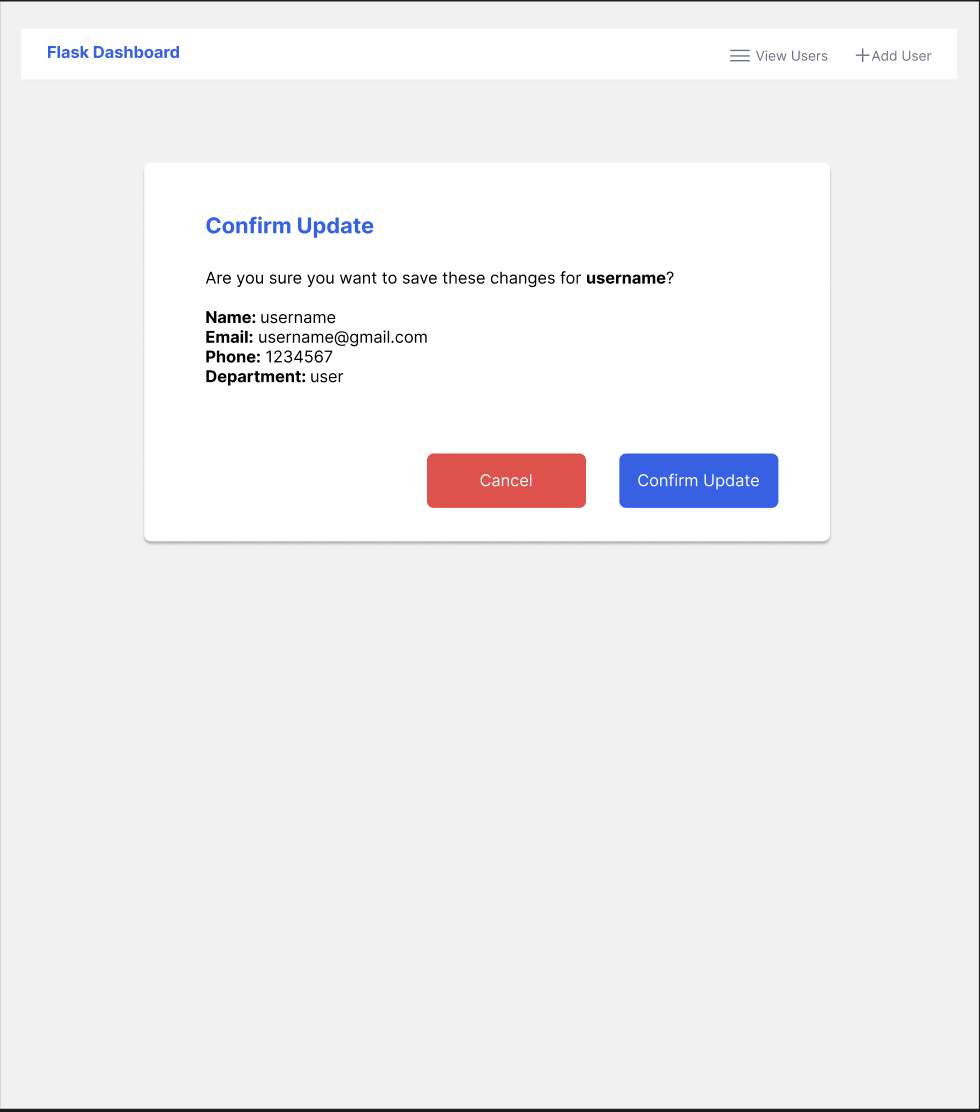 Flask Dashboard
View Users
Add User
Confirm Update
Are you sure you want to save these changes for username?
Name: username
Email: username@gmail.com
Phone: 1234567
Department: user
Cancel
Confirm Update